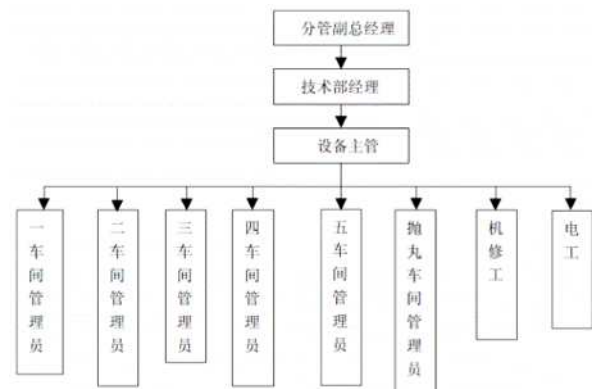 分管副总经理
技术部经理
设备主管
一车间管理员
二车间管理员
三车间管理员
四车间管理员
五车间管理员
抛丸车间管理员
机修工
电工